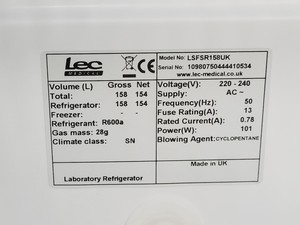 Lec
MEDICAL
Model No: LSFSR158UK
Serial No: 10980750444410534
www.lec-medical.co.uk
Volume (L) Gross Net
Total: 158 154
Refrigerator: 158 154
Freezer: - -
Refrigerant: R600a
Gas mass: 28g
Climate class: SN
Voltage(V): 220 - 240
Supply: AC ~
Frequency(Hz): 50
Fuse(A): 13
Rated Current(A): 0.78
Power(W): 101
Blowing Agent: CYCLOPENTANE
Made in UK
Laboratory Refrigerator